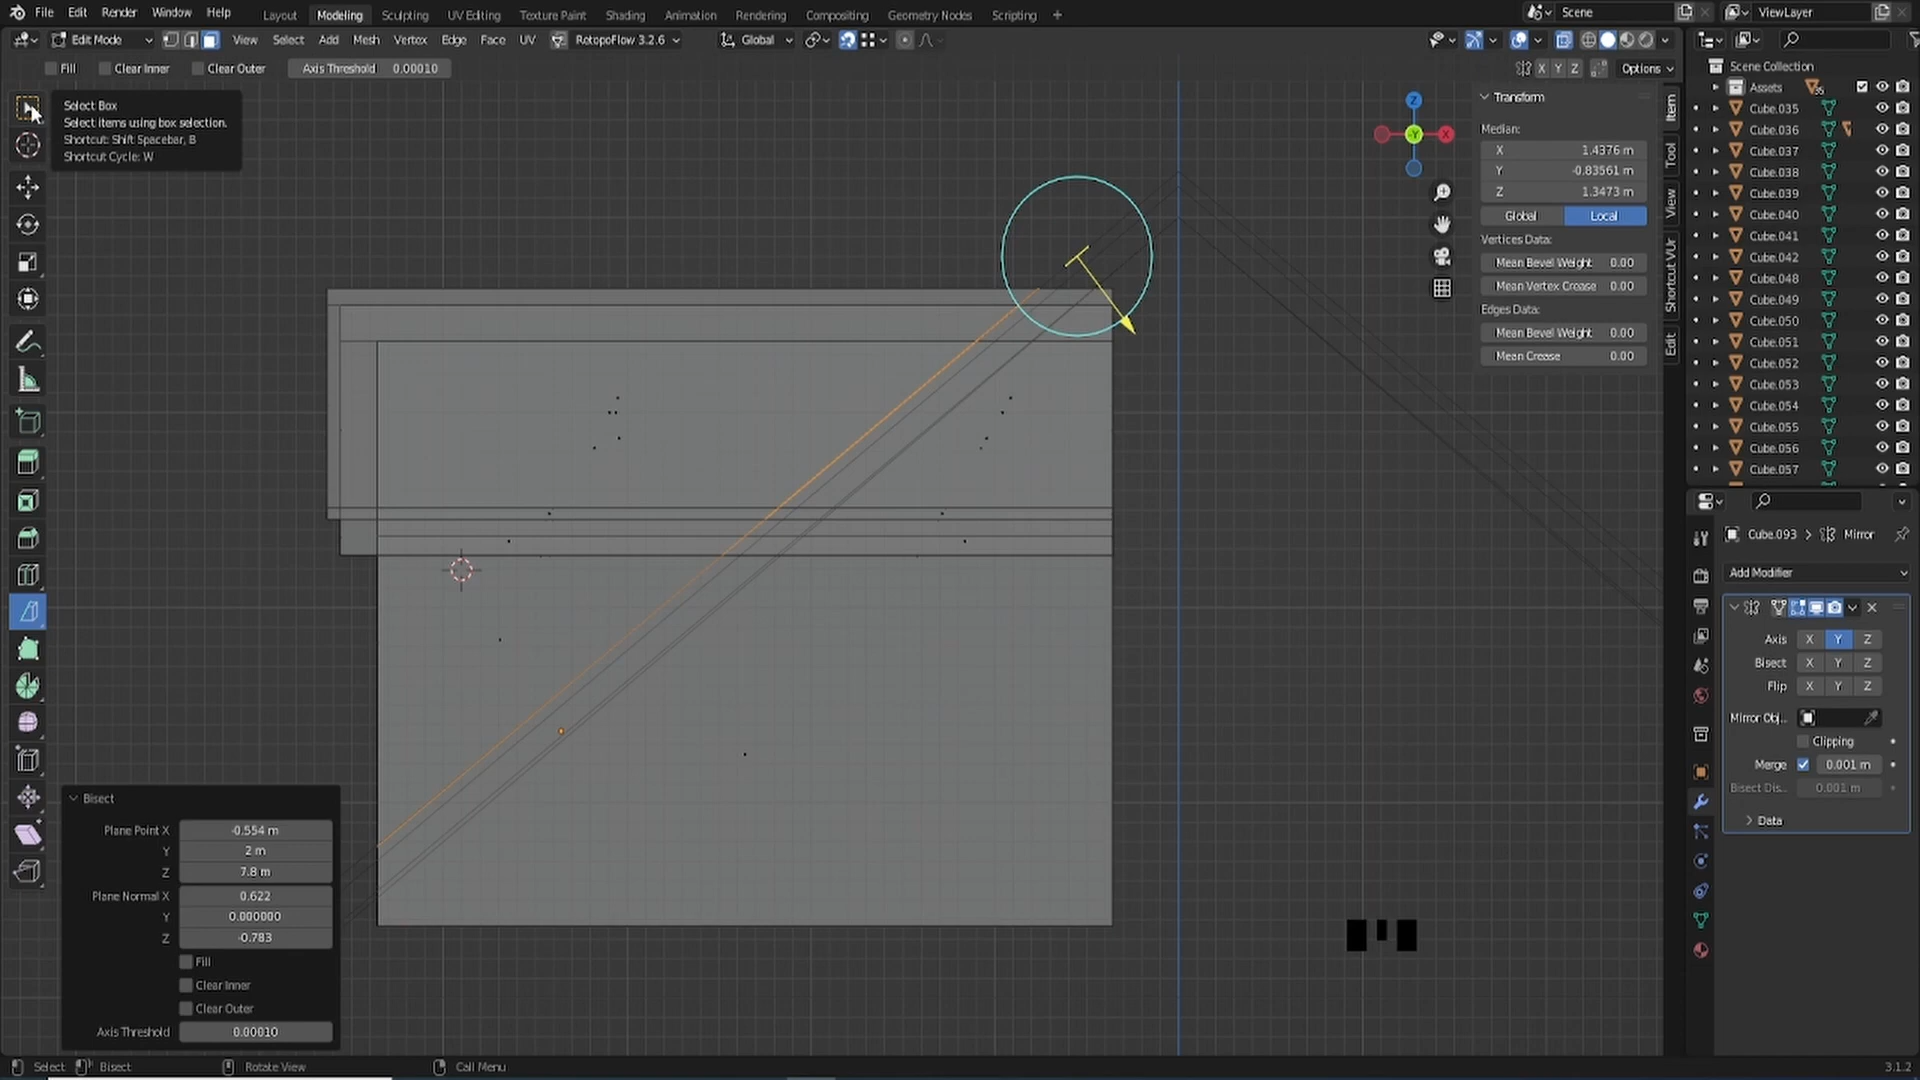 File Edit Render Window Help
Layout Modeling Sculpting UV Editing Texture Paint Shading Animation Rendering Compositing Geometry Nodes Scripting +
Scene
ViewLayer
Edit Mode View Select Add Mesh Vertex Edge Face UV RetopoFlow 3.2.6 Global
Fill Clear Inner Clear Outer Axis Threshold 0.00010
X Y Z Options
Select Box
Select items using box selection.
Shortcut: Shift Spacebar, B
Shortcut Cycle: W
Z
-Y
X
Transform
Median:
X 1.4376 m
Y -0.83561 m
Z 1.3473 m
Global Local
Vertices Data:
Mean Bevel Weight 0.00
Mean Vertex Crease 0.00
Edges Data:
Mean Bevel Weight 0.00
Mean Crease 0.00
Item
Tool
View
Shortcut VUr
Edit
Scene Collection
Assets 35
Cube.035
Cube.036
Cube.037
Cube.038
Cube.039
Cube.040
Cube.041
Cube.042
Cube.048
Cube.049
Cube.050
Cube.051
Cube.052
Cube.053
Cube.054
Cube.055
Cube.056
Cube.057
Cube.093 > Mirror
Add Modifier
Axis X Y Z
Bisect X Y Z
Flip X Y Z
Mirror Obj...
Clipping
Merge 0.001 m
Bisect Dis... 0.001 m
> Data
Bisect
Plane Point X -0.554 m
Y 2 m
Z 7.8 m
Plane Normal X 0.622
Y 0.000000
Z -0.783
Fill
Clear Inner
Clear Outer
Axis Threshold 0.00010
Select Bisect Rotate View Call Menu 3.1.2